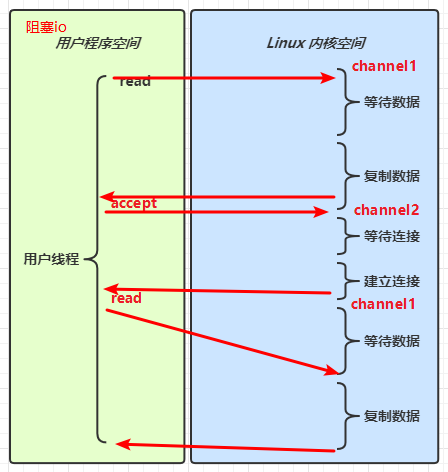 阻塞io
用户程序空间
Linux 内核空间
read
channel1
等待数据
复制数据
accept
channel2
等待连接
用户线程
建立连接
read
channel1
等待数据
复制数据